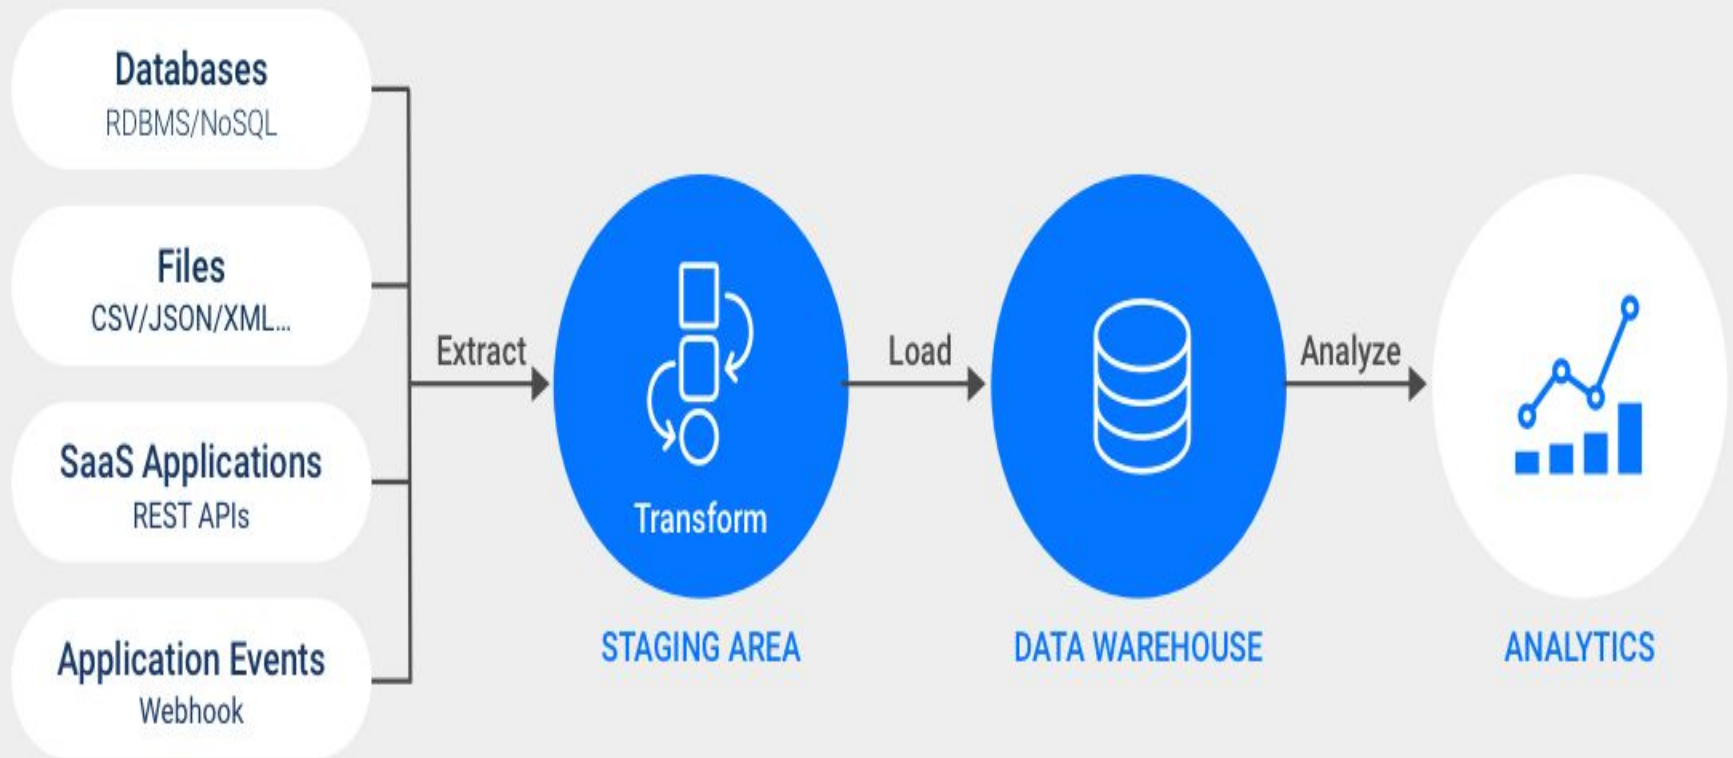 Databases
RDBMS/NoSQL
Files
CSV/JSON/XML...
SaaS Applications
REST APIs
Application Events
Webhook
Extract
Transform
STAGING AREA
Load
DATA WAREHOUSE
Analyze
ANALYTICS